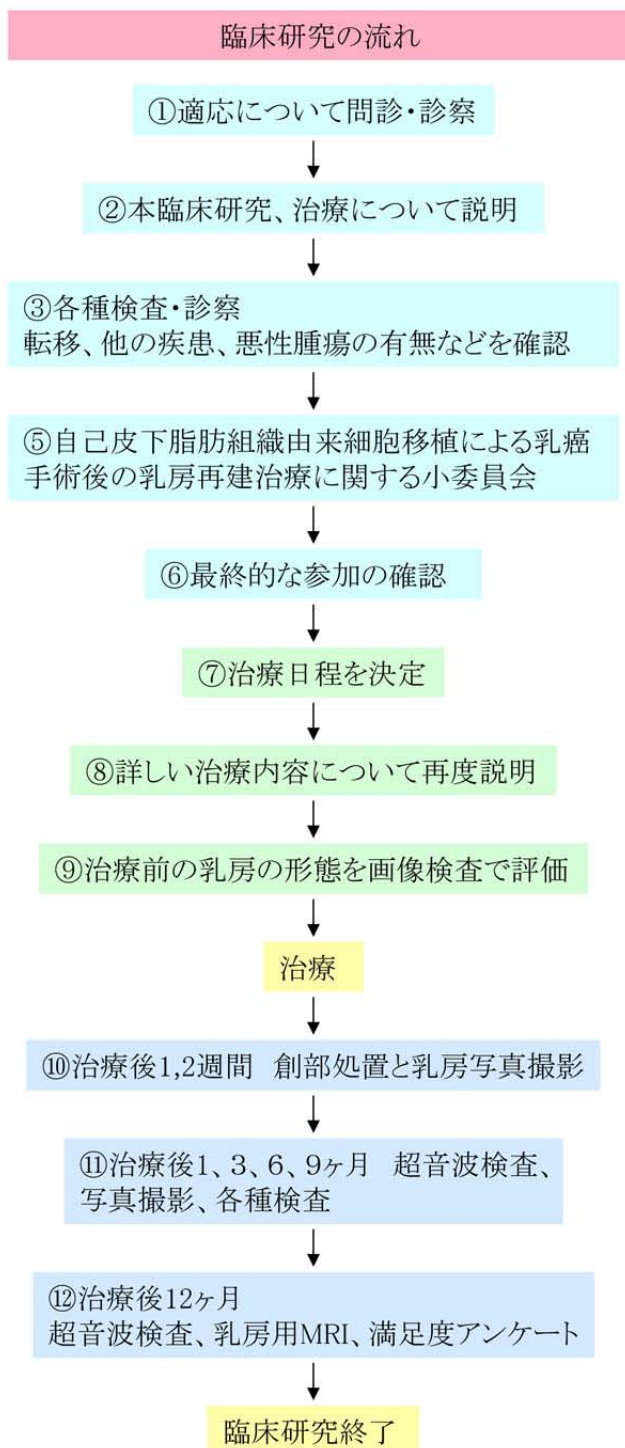 臨床研究の流れ
①適応について問診・診察
②本臨床研究、治療について説明
③各種検査・診察
転移、他の疾患、悪性腫瘍の有無などを確認
⑤自己皮下脂肪組織由来細胞移植による乳癌
手術後の乳房再建治療に関する小委員会
⑥最終的な参加の確認
⑦治療日程を決定
⑧詳しい治療内容について再度説明
⑨治療前の乳房の形態を画像検査で評価
治療
⑩治療後1,2週間 創部処置と乳房写真撮影
⑪治療後1、3、6、9ヶ月 超音波検査、
写真撮影、各種検査
⑫治療後12ヶ月
超音波検査、乳房用MRI、満足度アンケート
臨床研究終了